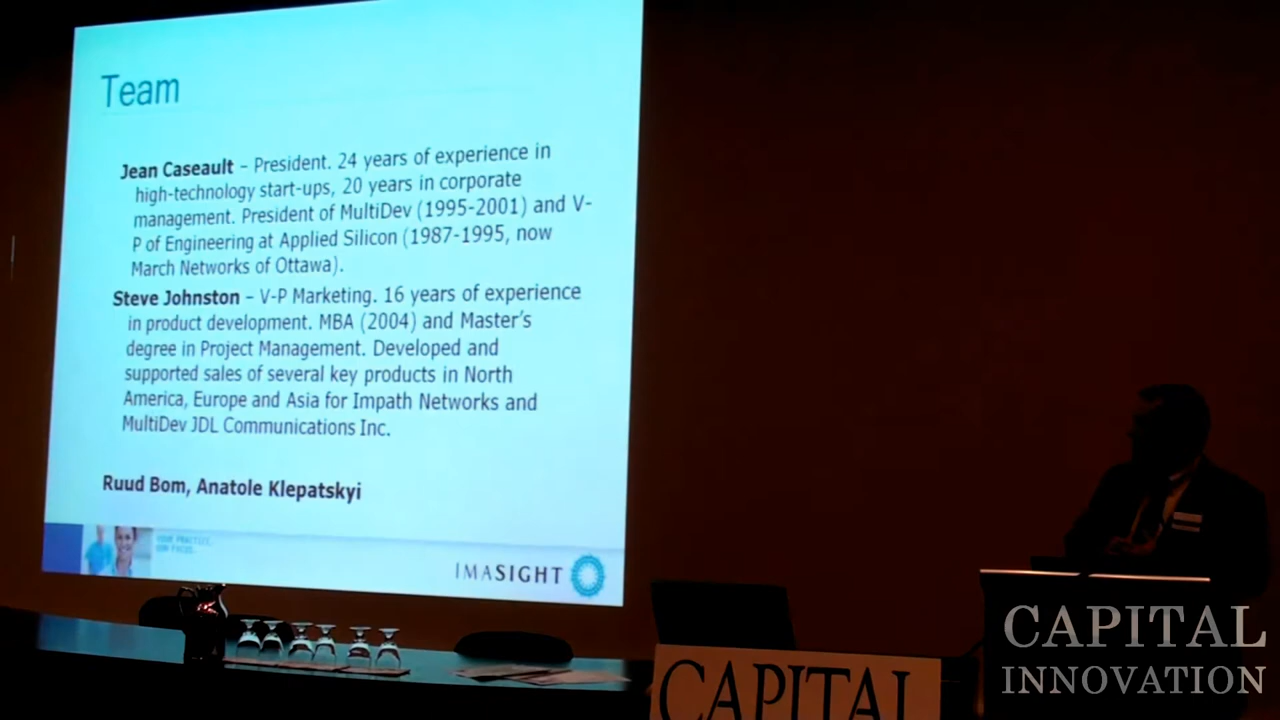 Team
Jean Caseault – President. 24 years of experience in
high-technology start-ups, 20 years in corporate
management. President of MultiDev (1995-2001) and V-
P of Engineering at Applied Silicon (1987-1995, now
March Networks of Ottawa).
Steve Johnston – V-P Marketing. 16 years of experience
in product development. MBA (2004) and Master's
degree in Project Management. Developed and
supported sales of several key products in North
America, Europe and Asia for Impath Networks and
MultiDev JDL Communications Inc.
Ruud Bom, Anatole Klepatskyi
YOUR PRACTICE.
OUR FOCUS.
IMASIGHT
CAPITAL
CAPITAL
INNOVATION